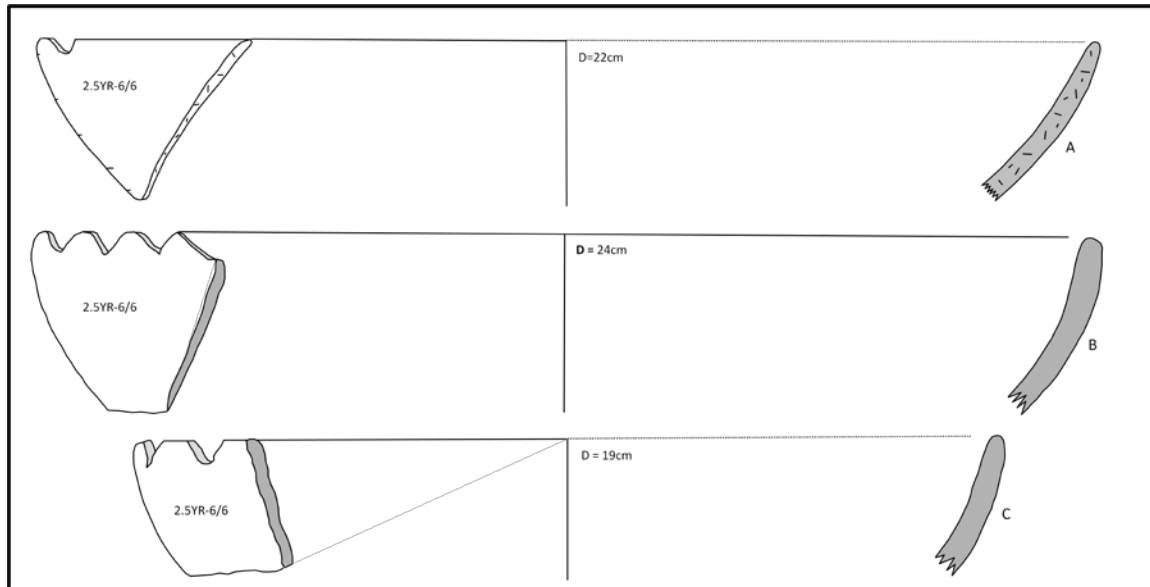 2.5YR-6/6
D=22cm
A
2.5YR-6/6
D = 24cm
B
2.5YR-6/6
D = 19cm
C